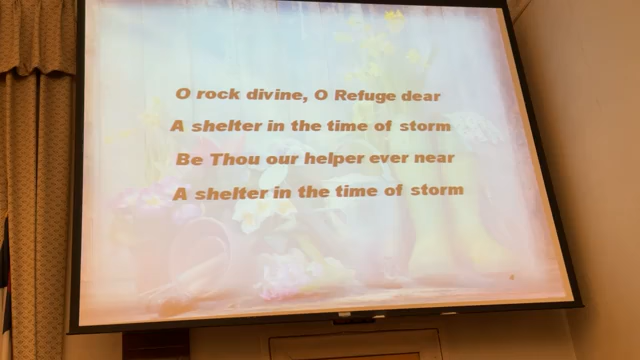 O rock divine, O Refuge dear
A shelter in the time of storm
Be Thou our helper ever near
A shelter in the time of storm